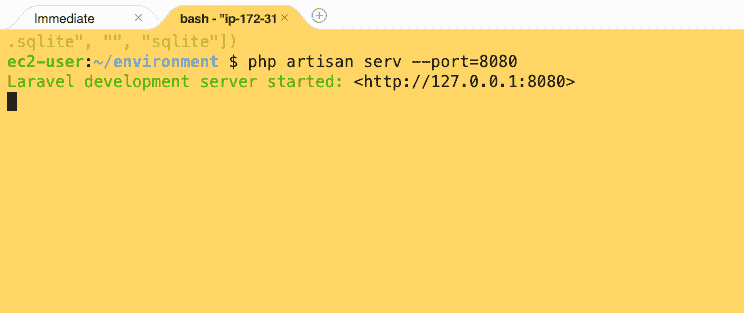 Immediate × bash - "ip-172-31 × +
.sqlite", "", "sqlite"])
ec2-user:~/environment $ php artisan serv --port=8080
Laravel development server started: <http://127.0.0.1:8080>